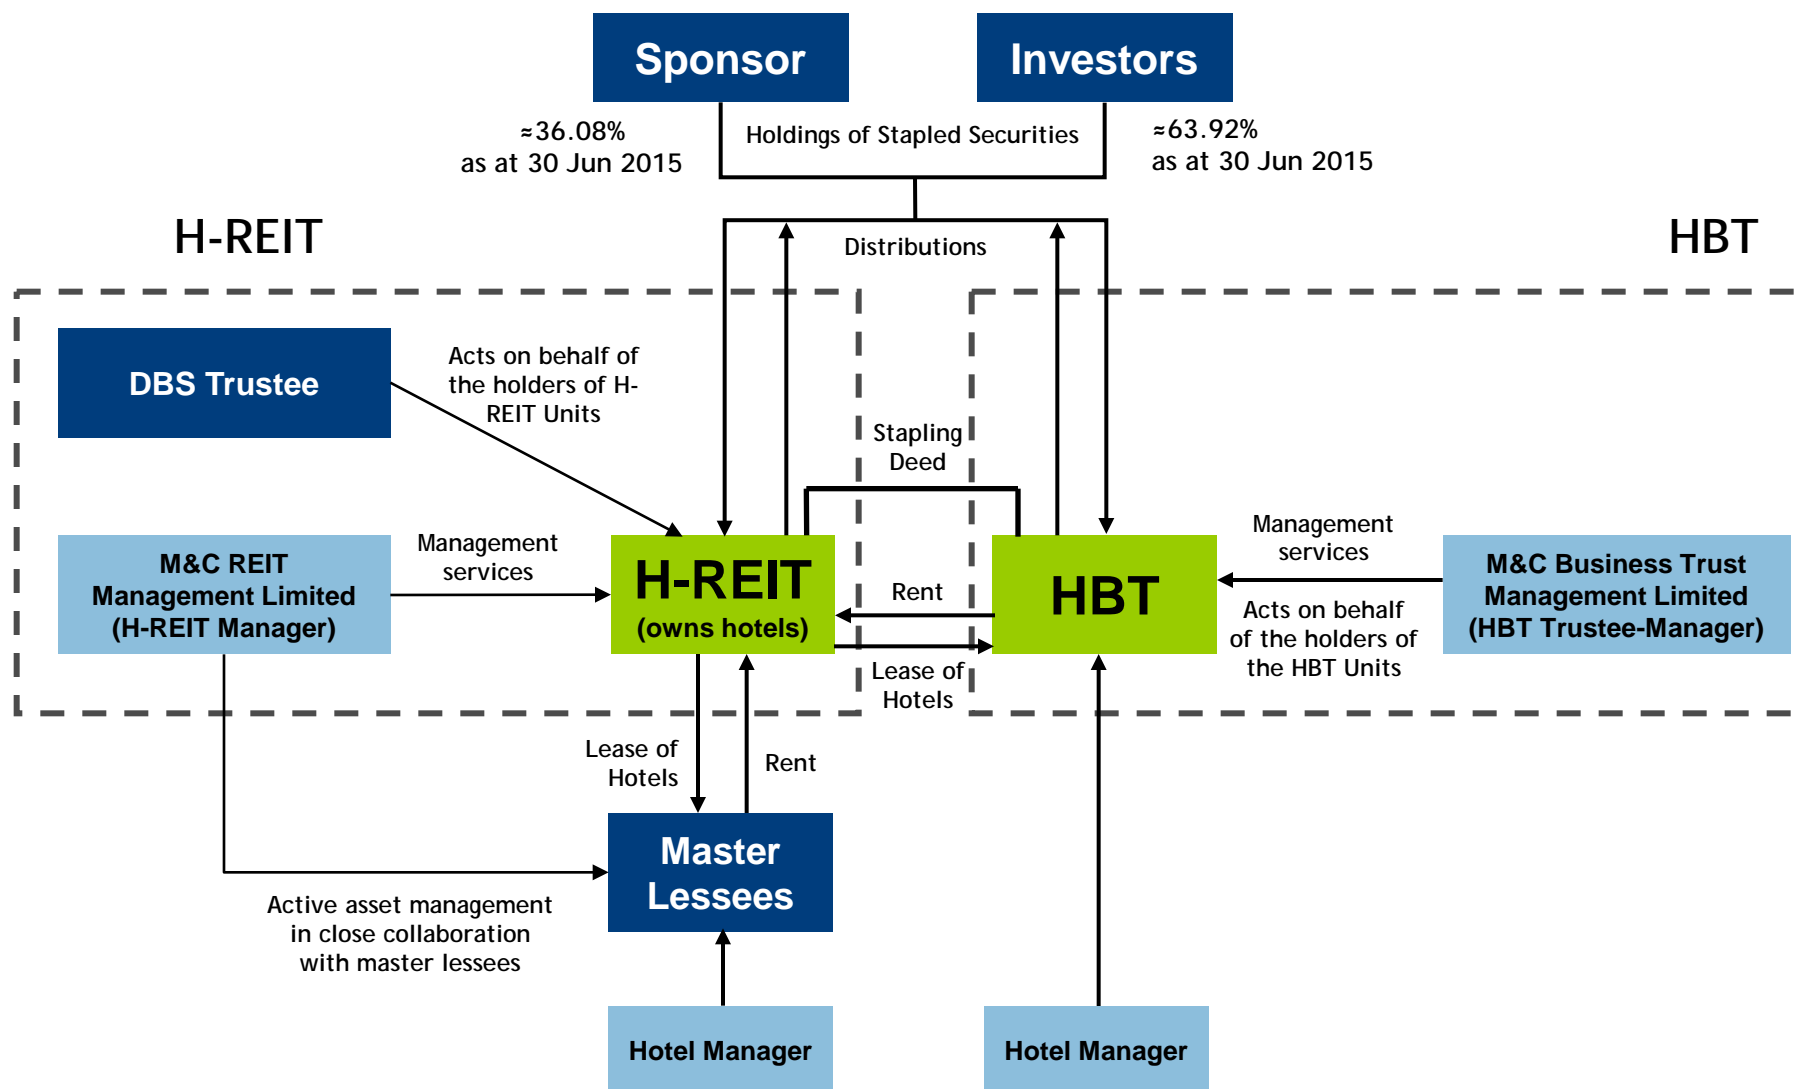 Sponsor
Investors
≈36.08%
as at 30 Jun 2015
Holdings of Stapled Securities
≈63.92%
as at 30 Jun 2015
H-REIT
HBT
Distributions
DBS Trustee
Acts on behalf of
the holders of H-
REIT Units
Stapling
Deed
M&C REIT
Management Limited
(H-REIT Manager)
Management
services
H-REIT
(owns hotels)
Rent
Lease of
Hotels
HBT
Management
services
Acts on behalf
of the holders of
the HBT Units
M&C Business Trust
Management Limited
(HBT Trustee-Manager)
Lease of
Hotels
Rent
Master
Lessees
Active asset management
in close collaboration
with master lessees
Hotel Manager
Hotel Manager